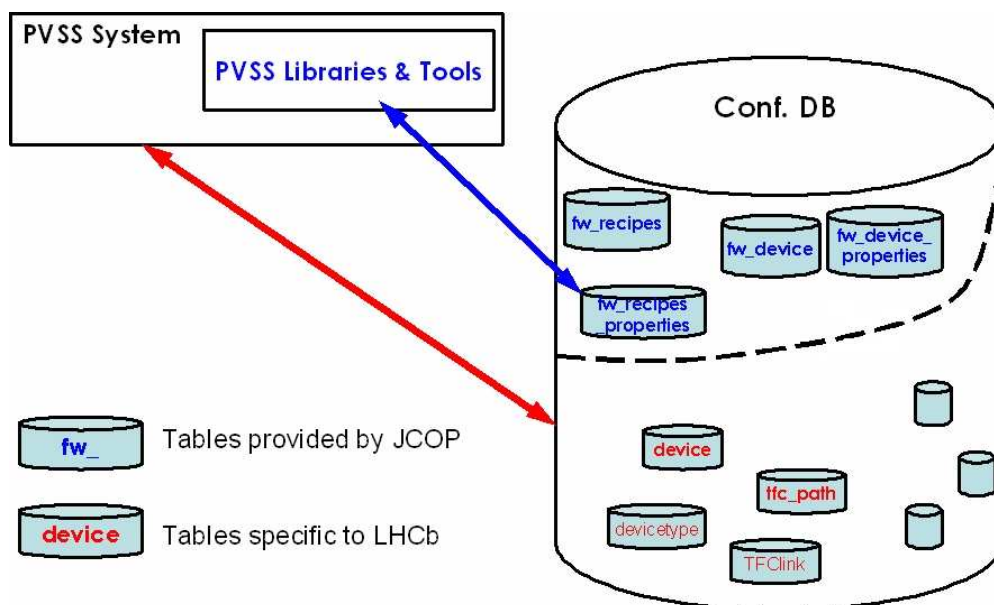 PVSS System
PVSS Libraries & Tools
Conf. DB
fw_recipes
fw_device
fw_device_
properties
fw_recipes
_properties
fw_
Tables provided by JCOP
device
tfc_path
devicetype
TFClink
device
Tables specific to LHCb